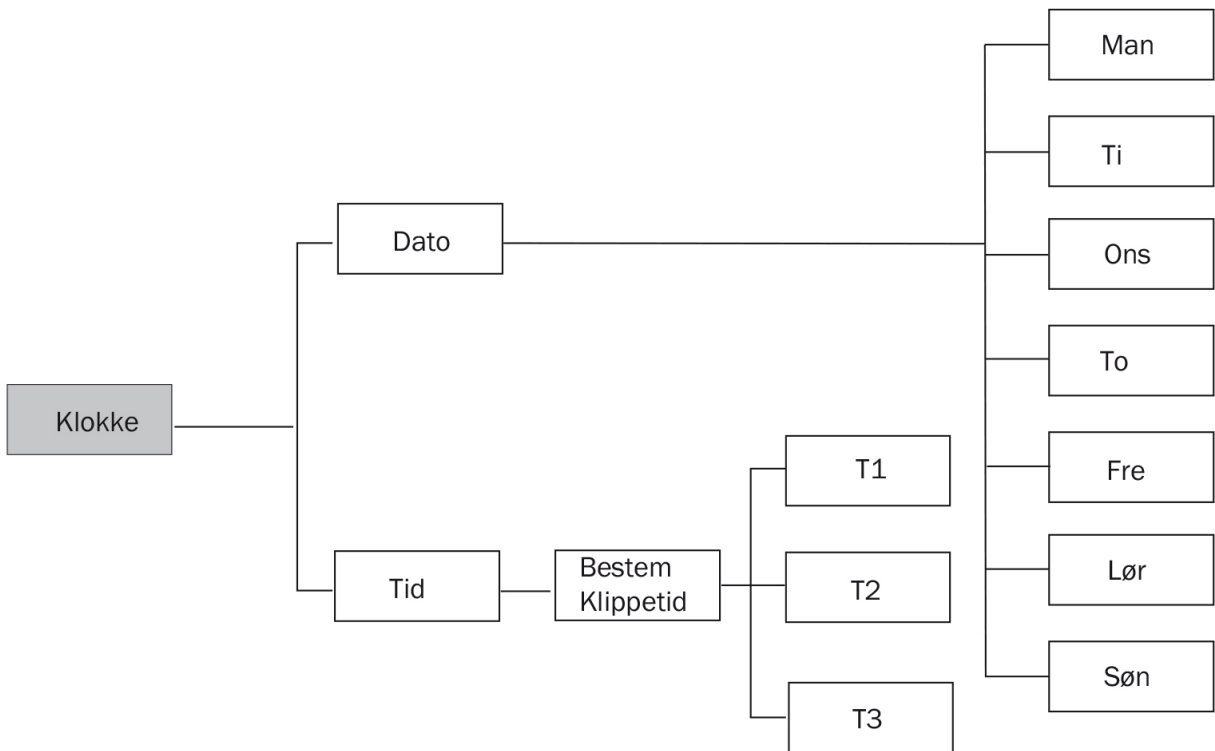 Klokke
Dato
Tid
Bestem
Klippetid
T1
T2
T3
Man
Ti
Ons
To
Fre
Lør
Søn